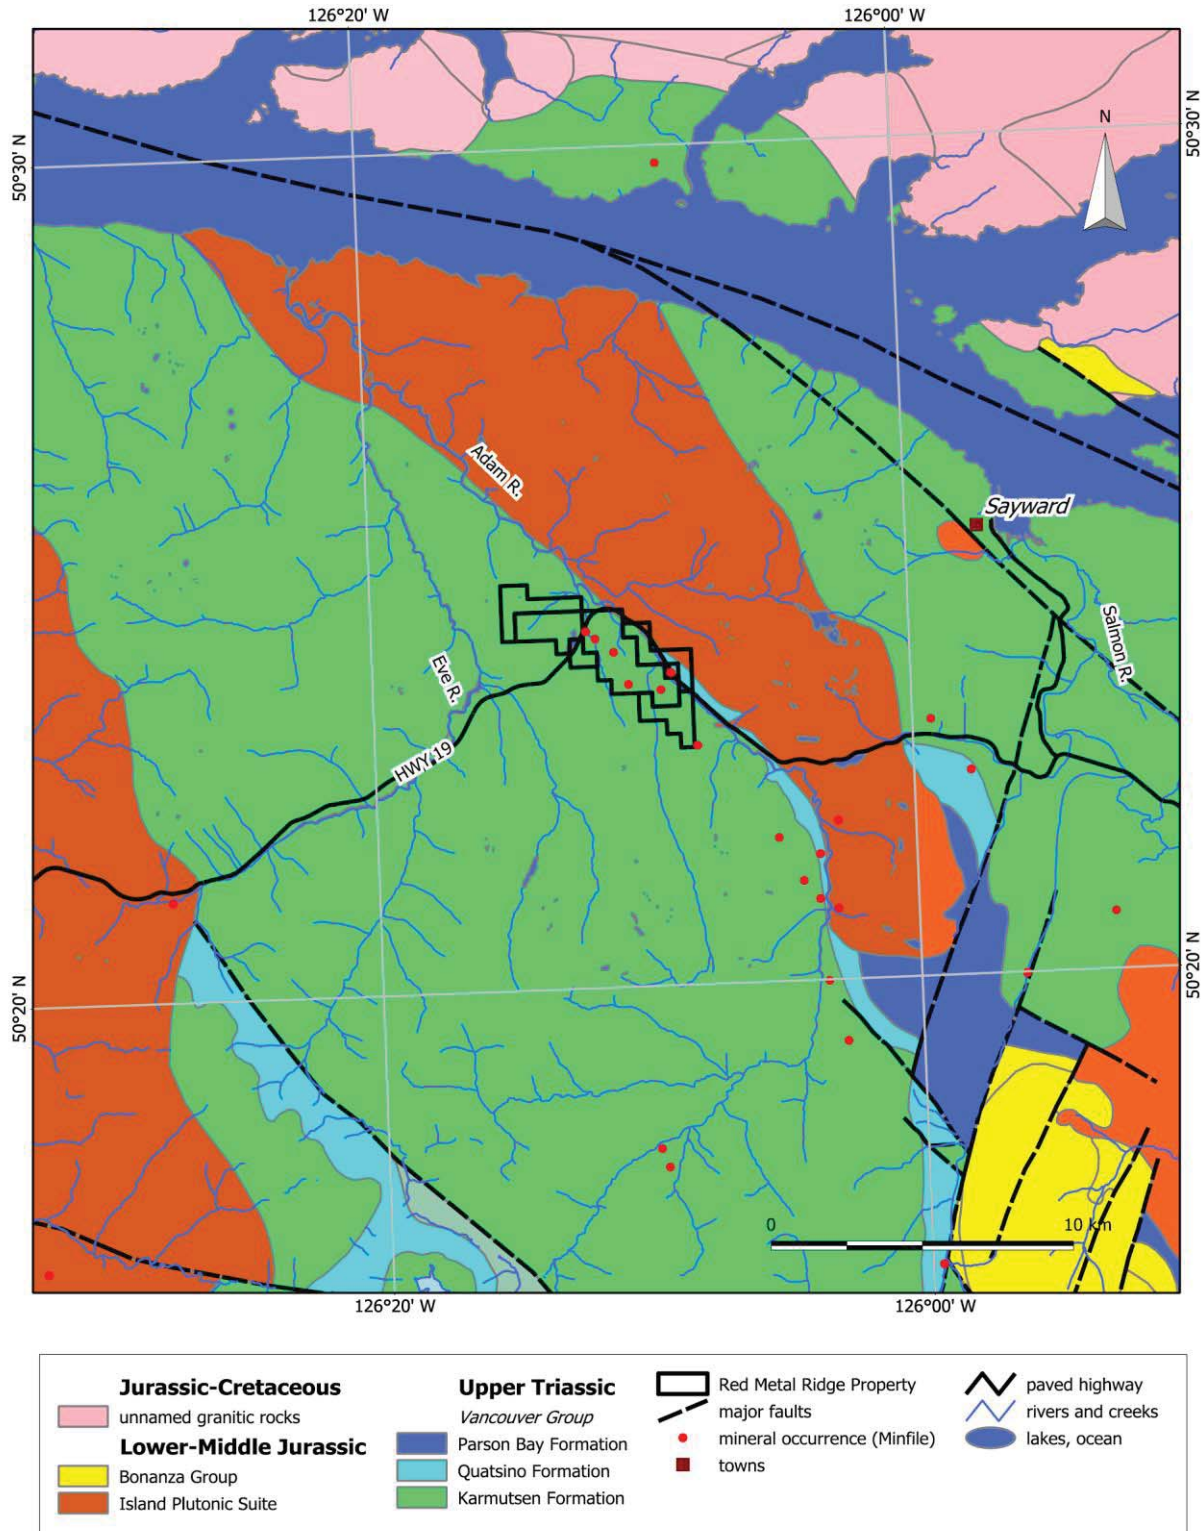 126°20' W
126°00' W
50°30' N
50°30' N
N
Adam R.
Sayward
Salmon R.
Eve R.
HWY 19
50°20' N
50°20' N
0
10 km
126°20' W
126°00' W
Jurassic-Cretaceous
unnamed granitic rocks
Lower-Middle Jurassic
Bonanza Group
Island Plutonic Suite
Upper Triassic
Vancouver Group
Parson Bay Formation
Quatsino Formation
Karmutsen Formation
Red Metal Ridge Property
major faults
mineral occurrence (Minfile)
towns
paved highway
rivers and creeks
lakes, ocean